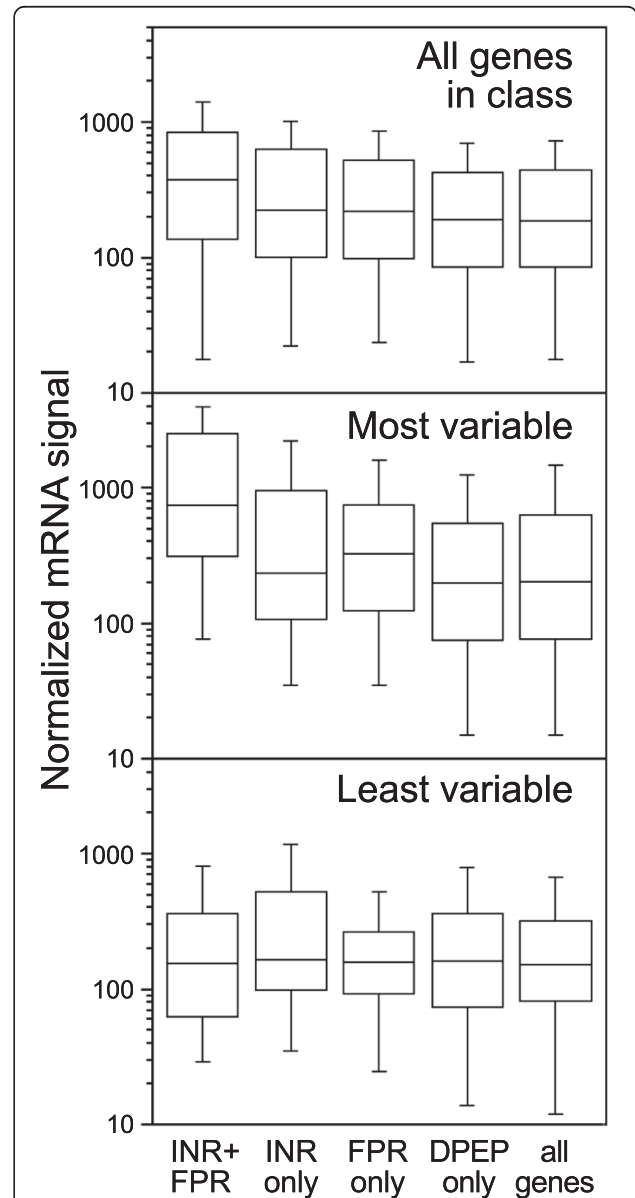 All genes
in class
1000
100
10
Most variable
1000
100
10
Least variable
1000
100
10
Normalized mRNA signal
INR+ INR FPR DPEP all
FPR only only only genes